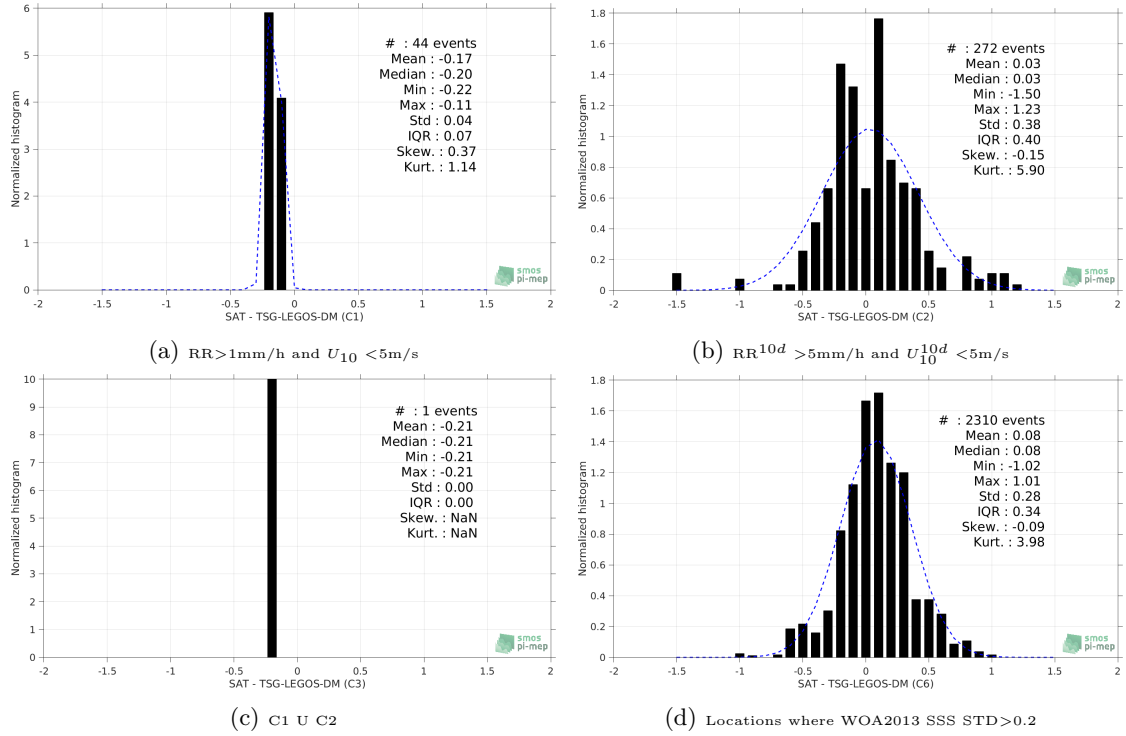 6
5
4
3
2
1
0
Normalized histogram
# : 44 events
Mean : -0.17
Median : -0.20
Min : -0.22
Max : -0.11
Std : 0.04
IQR : 0.07
Skew. : 0.37
Kurt. : 1.14
smos
pi-mep
-2 -1.5 -1 -0.5 0 0.5 1 1.5 2
SAT - TSG-LEGOS-DM (C1)
(a) RR>1mm/h and U10 <5m/s
1.8
1.6
1.4
1.2
1
0.8
0.6
0.4
0.2
0
Normalized histogram
# : 272 events
Mean : 0.03
Median : 0.03
Min : -1.50
Max : 1.23
Std : 0.38
IQR : 0.40
Skew. : -0.15
Kurt. : 5.90
smos
pi-mep
-2 -1.5 -1 -0.5 0 0.5 1 1.5 2
SAT - TSG-LEGOS-DM (C2)
(b) RR10d >5mm/h and U10d10 <5m/s
10
9
8
7
6
5
4
3
2
1
0
Normalized histogram
# : 1 events
Mean : -0.21
Median : -0.21
Min : -0.21
Max : -0.21
Std : 0.00
IQR : 0.00
Skew. : NaN
Kurt. : NaN
smos
pi-mep
-2 -1.5 -1 -0.5 0 0.5 1 1.5 2
SAT - TSG-LEGOS-DM (C3)
(c) C1 U C2
1.8
1.6
1.4
1.2
1
0.8
0.6
0.4
0.2
0
Normalized histogram
# : 2310 events
Mean : 0.08
Median : 0.08
Min : -1.02
Max : 1.01
Std : 0.28
IQR : 0.34
Skew. : -0.09
Kurt. : 3.98
smos
pi-mep
-2 -1.5 -1 -0.5 0 0.5 1 1.5 2
SAT - TSG-LEGOS-DM (C6)
(d) Locations where WOA2013 SSS STD>0.2